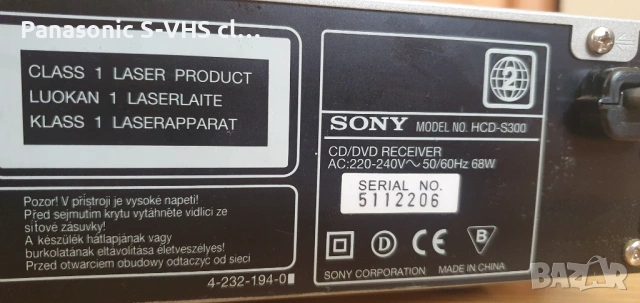 Panasonic S-VHS cl...
CLASS 1 LASER PRODUCT
LUOKAN 1 LASERLAITE
KLASS 1 LASERAPPARAT
Pozor! V přístroji je vysoké napětí!
Před sejmutím krytu vytáhněte vidlici ze
síťové zásuvky!
A készülék hátlapjának vagy
burkolatának eltávolítása életveszélyes!
Przed otwarciem obudowy odtaczyc od sieci
4-232-194-0
2
SONY MODEL NO. HCD-S300
CD/DVD RECEIVER
AC:220-240V～50/60Hz 68W
SERIAL NO.
5112206
D CE B
SONY CORPORATION MADE IN CHINA
bazar